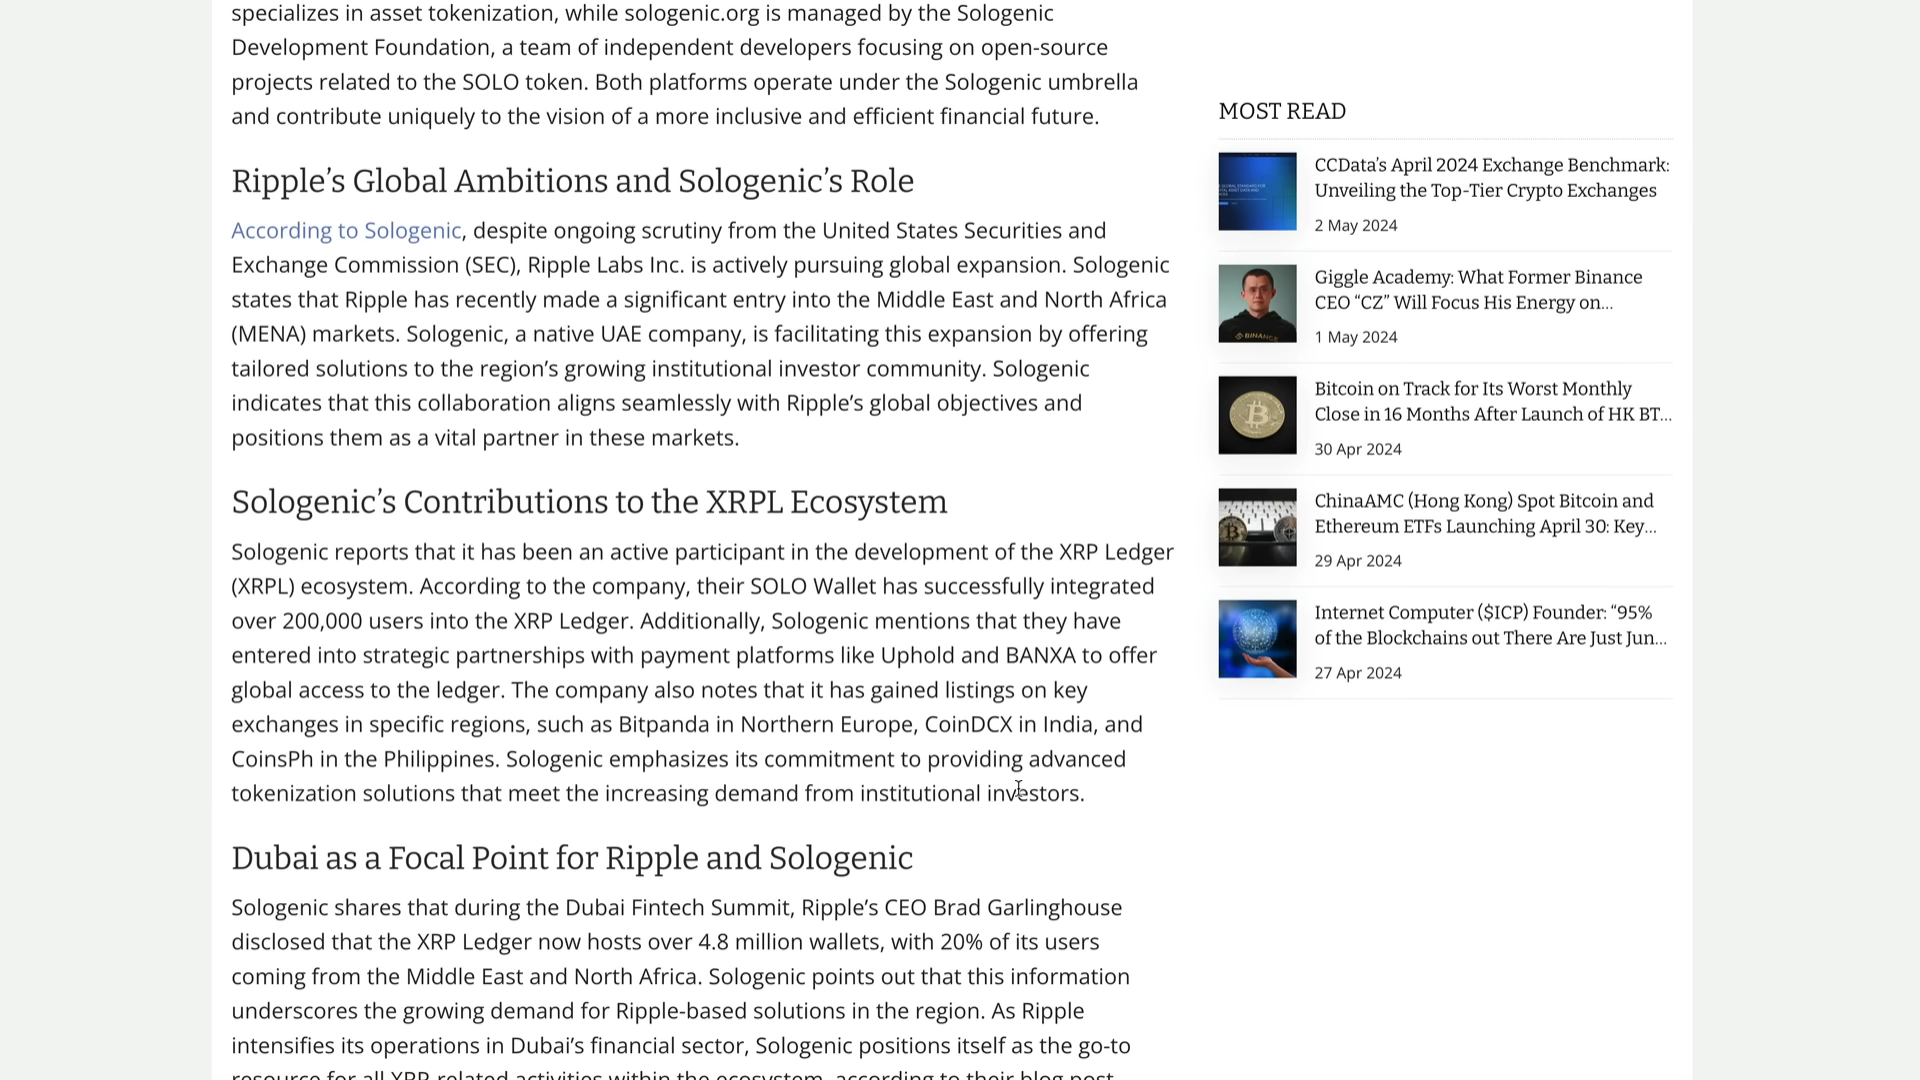 specializes in asset tokenization, while sologenic.org is managed by the Sologenic
Development Foundation, a team of independent developers focusing on open-source
projects related to the SOLO token. Both platforms operate under the Sologenic umbrella
and contribute uniquely to the vision of a more inclusive and efficient financial future.
Ripple’s Global Ambitions and Sologenic’s Role
According to Sologenic, despite ongoing scrutiny from the United States Securities and
Exchange Commission (SEC), Ripple Labs Inc. is actively pursuing global expansion. Sologenic
states that Ripple has recently made a significant entry into the Middle East and North Africa
(MENA) markets. Sologenic, a native UAE company, is facilitating this expansion by offering
tailored solutions to the region’s growing institutional investor community. Sologenic
indicates that this collaboration aligns seamlessly with Ripple’s global objectives and
positions them as a vital partner in these markets.
Sologenic’s Contributions to the XRPL Ecosystem
Sologenic reports that it has been an active participant in the development of the XRP Ledger
(XRPL) ecosystem. According to the company, their SOLO Wallet has successfully integrated
over 200,000 users into the XRP Ledger. Additionally, Sologenic mentions that they have
entered into strategic partnerships with payment platforms like Uphold and BANXA to offer
global access to the ledger. The company also notes that it has gained listings on key
exchanges in specific regions, such as Bitpanda in Northern Europe, CoinDCX in India, and
CoinsPh in the Philippines. Sologenic emphasizes its commitment to providing advanced
tokenization solutions that meet the increasing demand from institutional investors.
Dubai as a Focal Point for Ripple and Sologenic
Sologenic shares that during the Dubai Fintech Summit, Ripple’s CEO Brad Garlinghouse
disclosed that the XRP Ledger now hosts over 4.8 million wallets, with 20% of its users
coming from the Middle East and North Africa. Sologenic points out that this information
underscores the growing demand for Ripple-based solutions in the region. As Ripple
intensifies its operations in Dubai’s financial sector, Sologenic positions itself as the go-to
resource for all XRP-related activities within the ecosystem, according to their blog post.
MOST READ
CCData’s April 2024 Exchange Benchmark:
Unveiling the Top-Tier Crypto Exchanges
2 May 2024
Giggle Academy: What Former Binance
CEO “CZ” Will Focus His Energy on…
1 May 2024
BINANCE
Bitcoin on Track for Its Worst Monthly
Close in 16 Months After Launch of HK BT…
30 Apr 2024
ChinaAMC (Hong Kong) Spot Bitcoin and
Ethereum ETFs Launching April 30: Key…
29 Apr 2024
Internet Computer ($ICP) Founder: “95%
of the Blockchains out There Are Just Jun…
27 Apr 2024